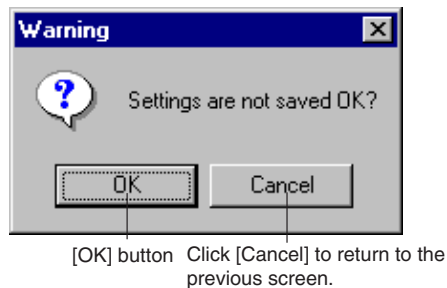 Warning
?
Settings are not saved OK?
OK
Cancel
[OK] button
Click [Cancel] to return to the
previous screen.